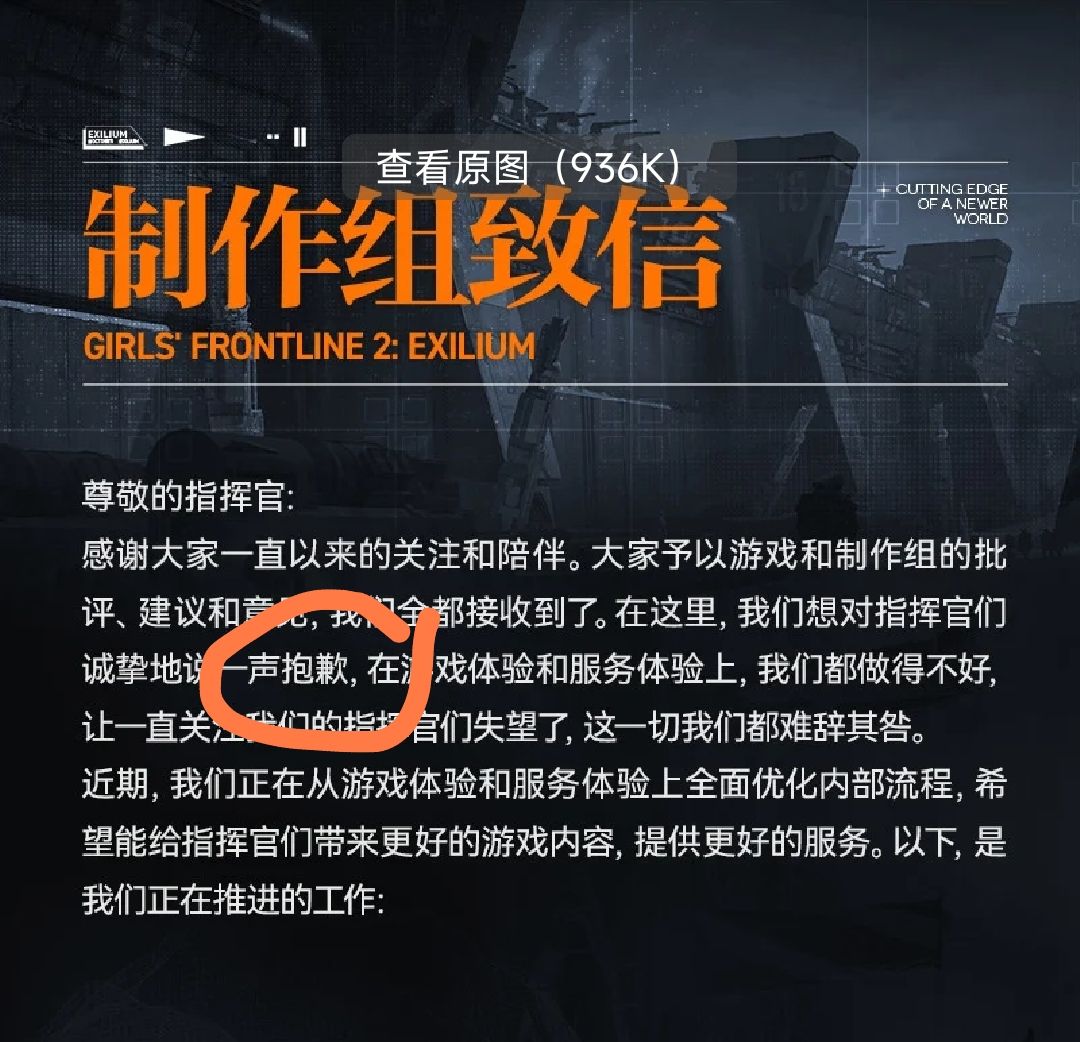 EXILIUM
查看原图（936K）
制作组致信
GIRLS' FRONTLINE 2: EXILIUM
CUTTING EDGE
OF A NEWER
WORLD
尊敬的指挥官:
感谢大家一直以来的关注和陪伴。大家予以游戏和制作组的批
评、建议和意见, 我们全都接收到了。在这里, 我们想对指挥官们
诚挚地说一声抱歉, 在游戏体验和服务体验上, 我们都做得不好,
让一直关注我们的指挥官们失望了, 这一切我们都难辞其咎。
近期, 我们正在从游戏体验和服务体验上全面优化内部流程, 希
望能给指挥官们带来更好的游戏内容, 提供更好的服务。以下, 是
我们正在推进的工作: